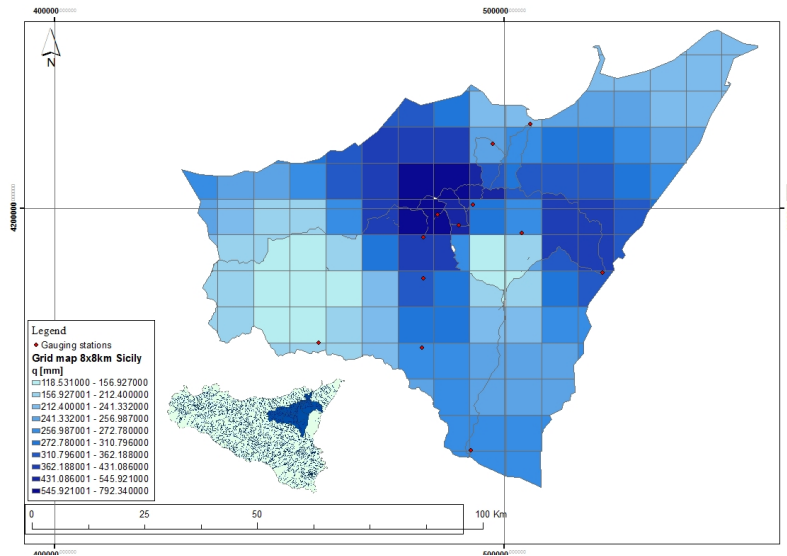 400000
500000
N
4200000
Legend
Gauging stations
Grid map 8x8km Sicily
q [mm]
118.531000 - 156.927000
156.927001 - 212.400000
212.400001 - 241.332000
241.332001 - 256.987000
256.987001 - 272.780000
272.780001 - 310.796000
310.796001 - 362.188000
362.188001 - 431.086000
431.086001 - 545.921000
545.921001 - 792.340000
0 25 50 100 Km
400000
500000